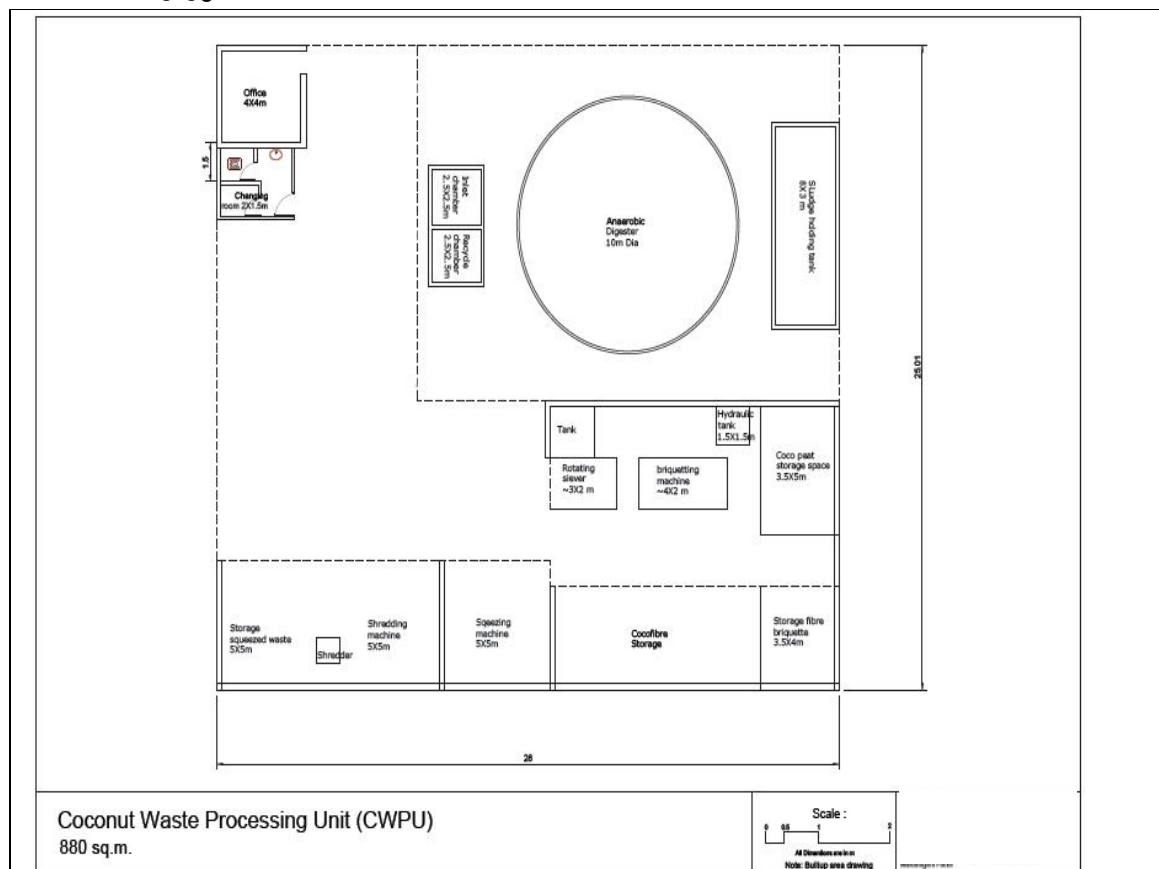 Office
4X4m
1.5
Changing
room 2X1.5m
Inlet
chamber
2.5X2.5m
Recycle
chamber
2.5X2.5m
Anaerobic
Digester
10m Dia
Sludge holding tank
8X3 m
25.01
Tank
Hydraulic
tank
1.5X1.5m
Rotating
siever
~3X2 m
briquetting
machine
~4X2 m
Coco peat
storage space
3.5X5m
Storage
squeezed waste
5X5m
Shredder
Shredding
machine
5X5m
Sqeezing
machine
5X5m
Cocofibre
Storage
Storage fibre
briquette
3.5X4m
28
Coconut Waste Processing Unit (CWPU)
880 sq.m.
Scale :
0 0.5 1 2
All Dimensions are in m
Note: Builtup area drawing